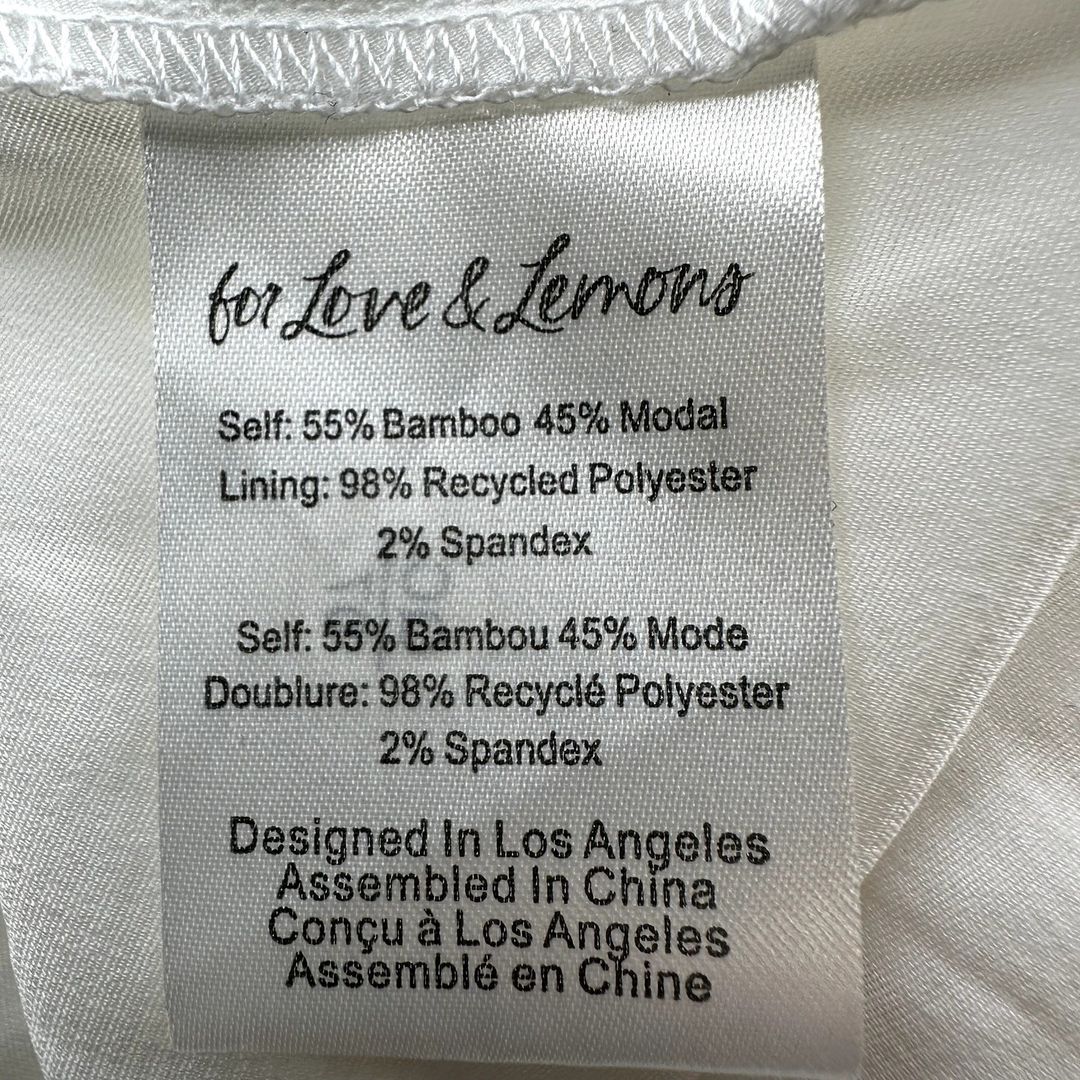 for Love & Lemons
Self: 55% Bamboo 45% Modal
Lining: 98% Recycled Polyester
2% Spandex
Self: 55% Bambou 45% Mode
Doublure: 98% Recyclé Polyester
2% Spandex
Designed In Los Angeles
Assembled In China
Conçu à Los Angeles
Assemblé en Chine